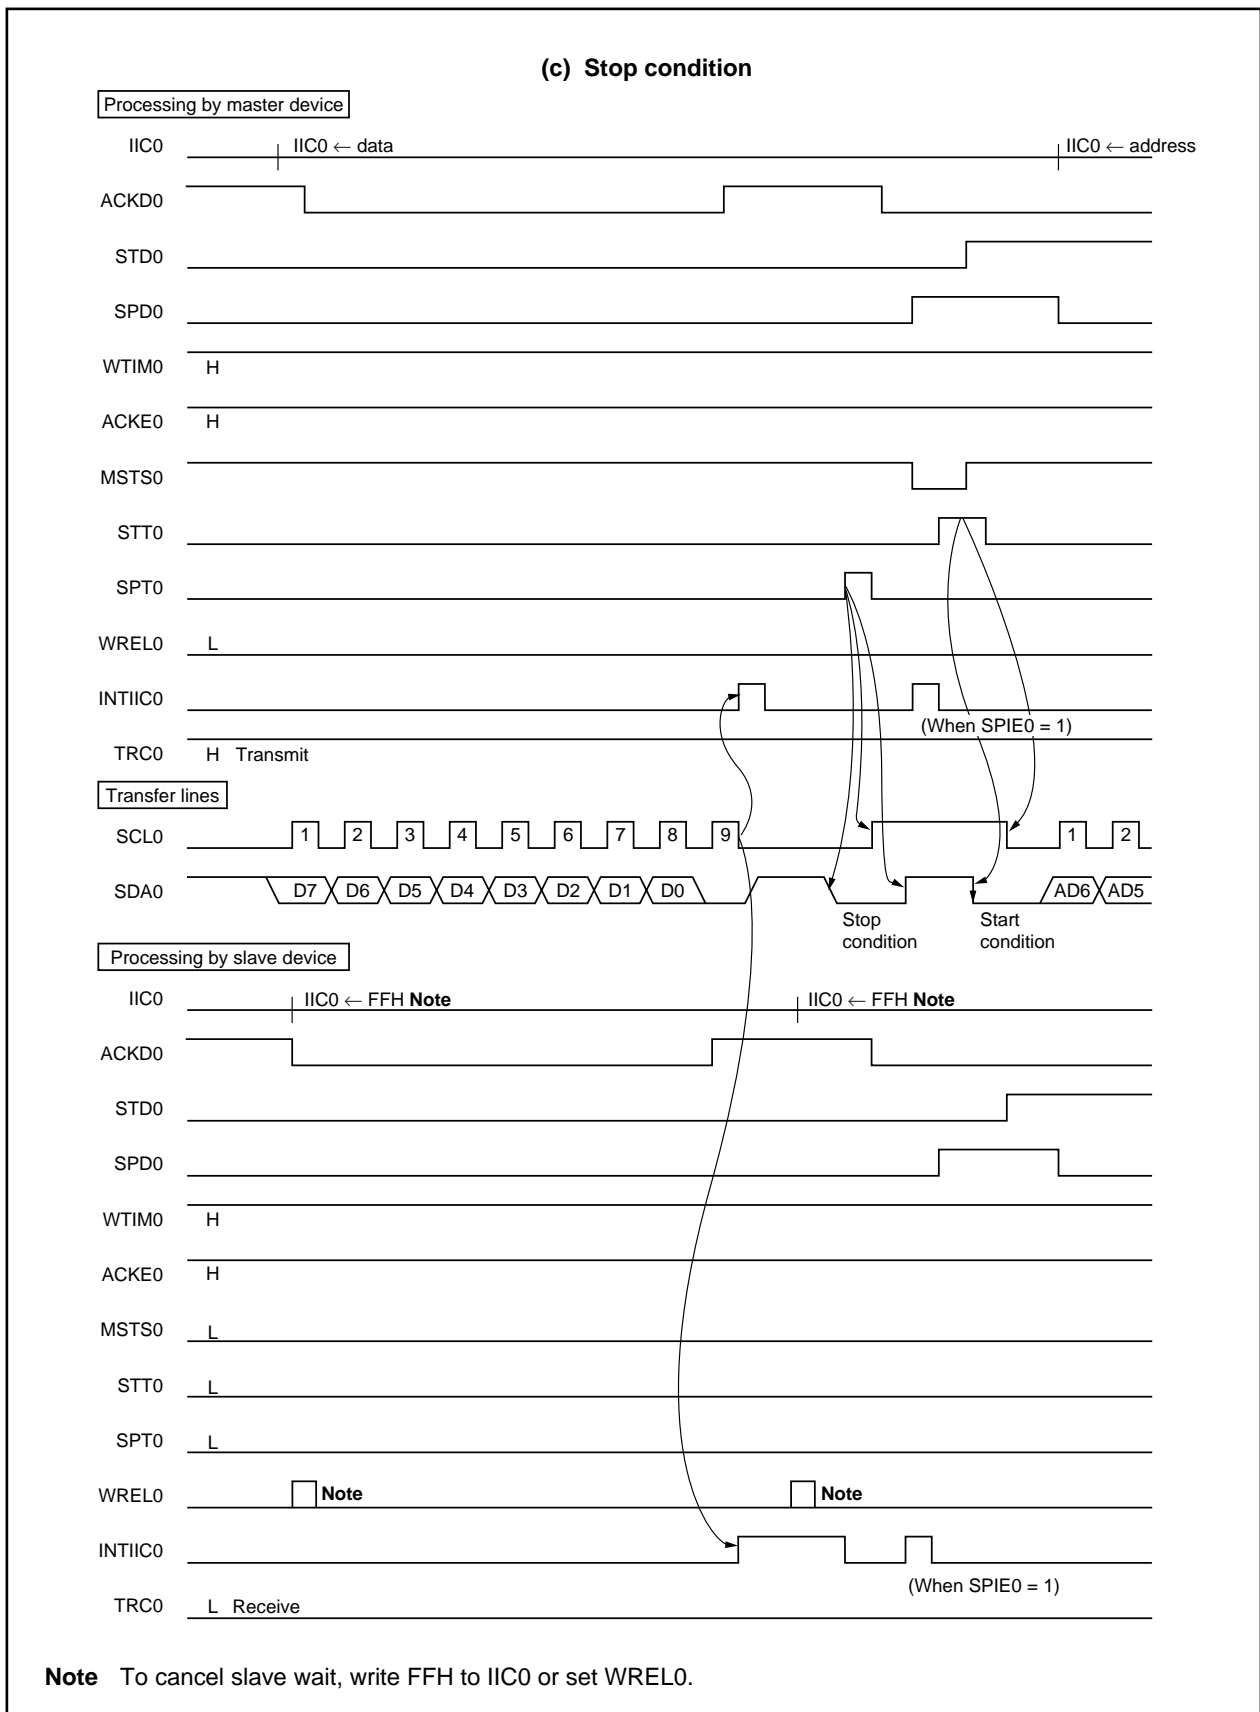 (c) Stop condition
Processing by master device
IIC0 IIC0 ← data IIC0 ← address
ACKD0
STD0
SPD0
WTIM0 H
ACKE0 H
MSTS0
STT0
SPT0
WREL0 L
INTIIC0
(When SPIE0 = 1)
TRC0 H Transmit
Transfer lines
SCL0 1 2 3 4 5 6 7 8 9 1 2
SDA0 D7 D6 D5 D4 D3 D2 D1 D0 AD6 AD5
Stop condition
Start condition
Processing by slave device
IIC0 IIC0 ← FFH Note IIC0 ← FFH Note
ACKD0
STD0
SPD0
WTIM0 H
ACKE0 H
MSTS0 L
STT0 L
SPT0 L
WREL0 Note Note
INTIIC0
(When SPIE0 = 1)
TRC0 L Receive
Note To cancel slave wait, write FFH to IIC0 or set WREL0.